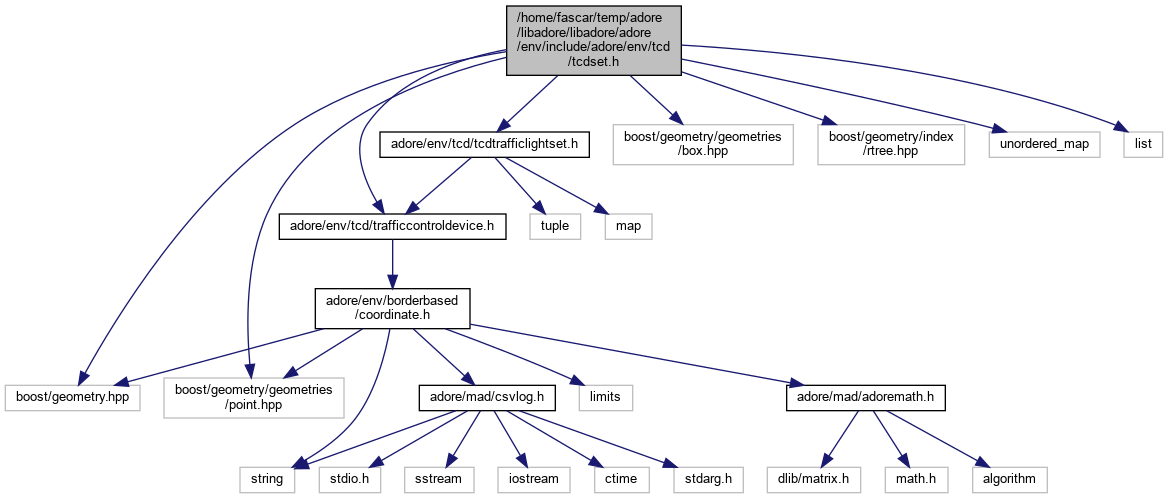 /home/fascar/temp/adore
/libadore/libadore/adore
/env/include/adore/env/tcd
/tcdset.h
adore/env/tcd/tcdtrafficlightset.h
boost/geometry/geometries
/box.hpp
boost/geometry/index
/rtree.hpp
unordered_map
list
adore/env/tcd/trafficcontroldevice.h
tuple
map
adore/env/borderbased
/coordinate.h
boost/geometry.hpp
boost/geometry/geometries
/point.hpp
adore/mad/csvlog.h
limits
adore/mad/adoremath.h
string
stdio.h
sstream
iostream
ctime
stdarg.h
dlib/matrix.h
math.h
algorithm